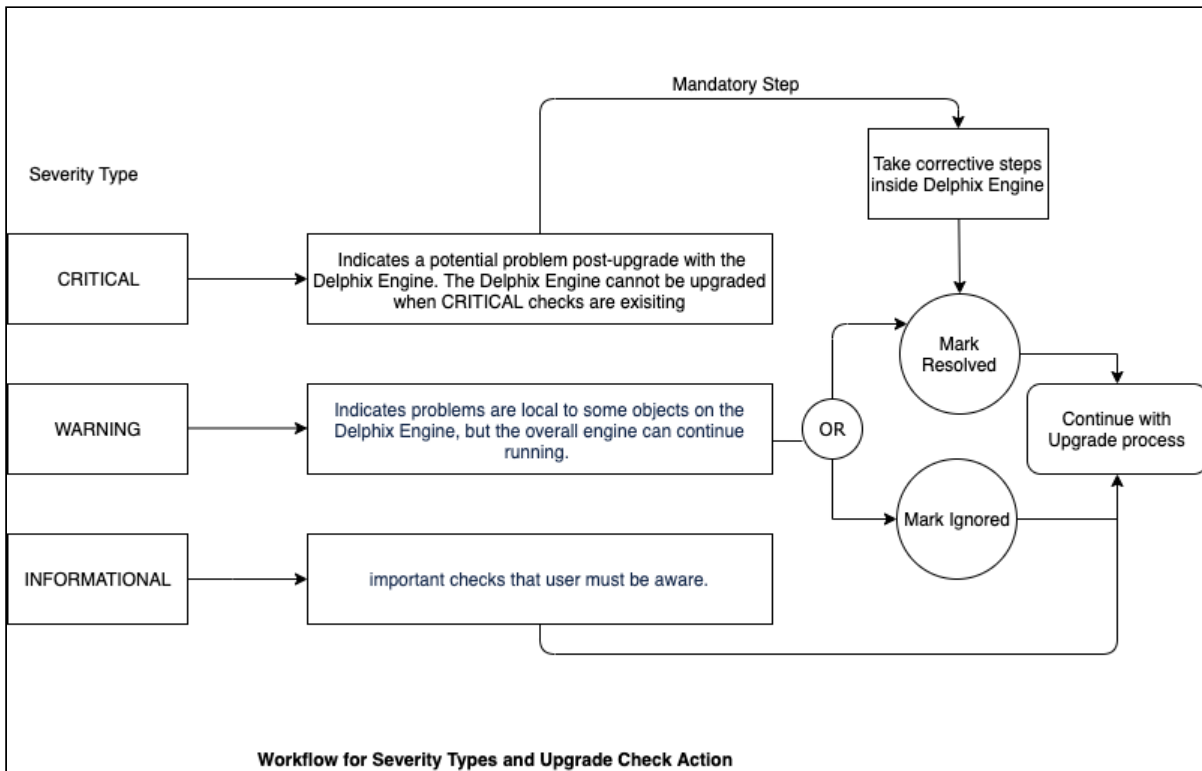 Mandatory Step
Take corrective steps
inside Delphix Engine
Severity Type
CRITICAL
Indicates a potential problem post-upgrade with the
Delphix Engine. The Delphix Engine cannot be upgraded
when CRITICAL checks are exisiting
Mark
Resolved
WARNING
Indicates problems are local to some objects on the
Delphix Engine, but the overall engine can continue
running.
OR
Continue with
Upgrade process
Mark Ignored
INFORMATIONAL
important checks that user must be aware.
Workflow for Severity Types and Upgrade Check Action